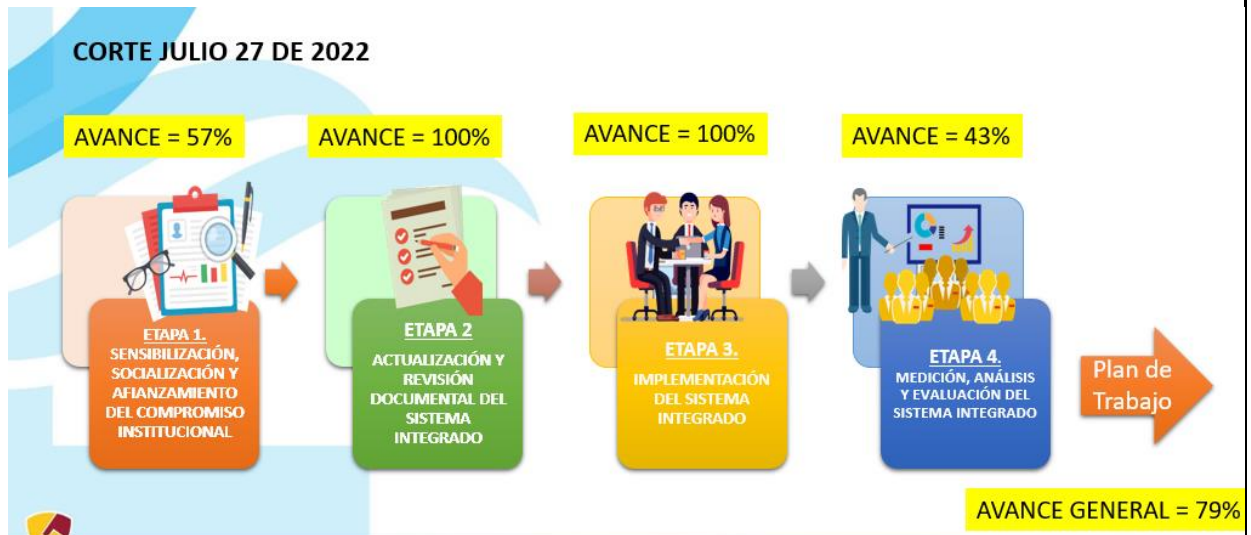 CORTE JULIO 27 DE 2022
AVANCE = 57%
AVANCE = 100%
AVANCE = 100%
AVANCE = 43%
ETAPA 1.
SENSIBILIZACIÓN,
SOCIALIZACIÓN Y
AFIANZAMIENTO
DEL COMPROMISO
INSTITUCIONAL
ETAPA 2
ACTUALIZACIÓN Y
REVISIÓN
DOCUMENTAL DEL
SISTEMA
INTEGRADO
ETAPA 3.
IMPLEMENTACIÓN
DEL SISTEMA
INTEGRADO
ETAPA 4.
MEDICIÓN, ANÁLISIS
Y EVALUACIÓN DEL
SISTEMA INTEGRADO
Plan de
Trabajo
AVANCE GENERAL = 79%